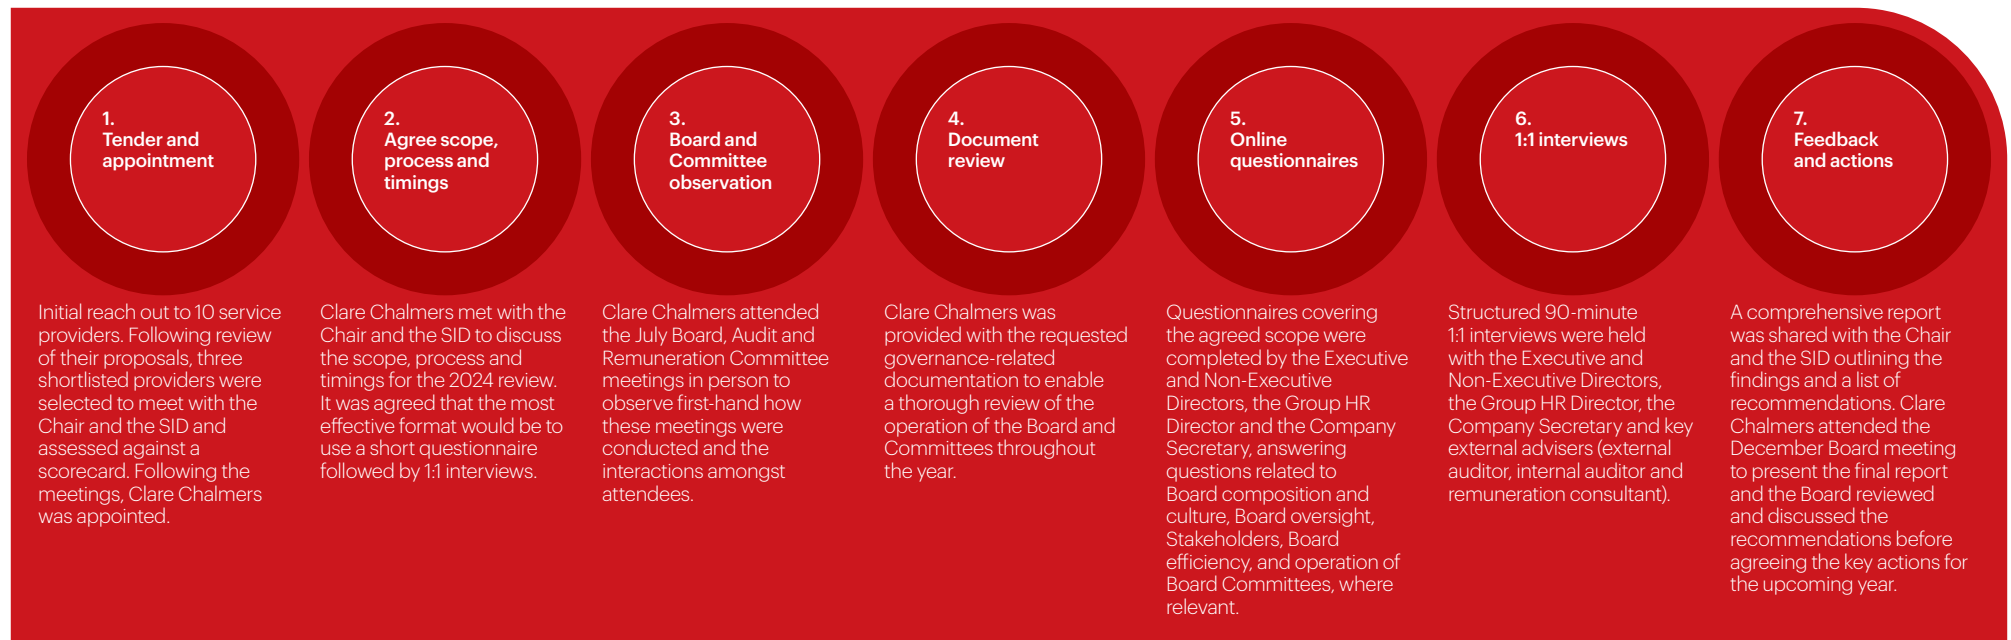 1.
Tender and
appointment
Initial reach out to 10 service
providers. Following review
of their proposals, three
shortlisted providers were
selected to meet with the
Chair and the SID and
assessed against a
scorecard. Following the
meetings, Clare Chalmers
was appointed.
2.
Agree scope,
process and
timings
Clare Chalmers met with the
Chair and the SID to discuss
the scope, process and
timings for the 2024 review.
It was agreed that the most
effective format would be to
use a short questionnaire
followed by 1:1 interviews.
3.
Board and
Committee
observation
Clare Chalmers attended
the July Board, Audit and
Remuneration Committee
meetings in person to
observe first-hand how
these meetings were
conducted and the
interactions amongst
attendees.
4.
Document
review
Clare Chalmers was
provided with the requested
governance-related
documentation to enable
a thorough review of the
operation of the Board and
Committees throughout
the year.
5.
Online
questionnaires
Questionnaires covering
the agreed scope were
completed by the Executive
and Non-Executive
Directors, the Group HR
Director and the Company
Secretary, answering
questions related to
Board composition and
culture, Board oversight,
Stakeholders, Board
efficiency, and operation of
Board Committees, where
relevant.
6.
1:1 interviews
Structured 90-minute
1:1 interviews were held
with the Executive and
Non-Executive Directors,
the Group HR Director, the
Company Secretary and key
external advisers (external
auditor, internal auditor and
remuneration consultant).
7.
Feedback
and actions
A comprehensive report
was shared with the Chair
and the SID outlining the
findings and a list of
recommendations. Clare
Chalmers attended the
December Board meeting
to present the final report
and the Board reviewed
and discussed the
recommendations before
agreeing the key actions for
the upcoming year.